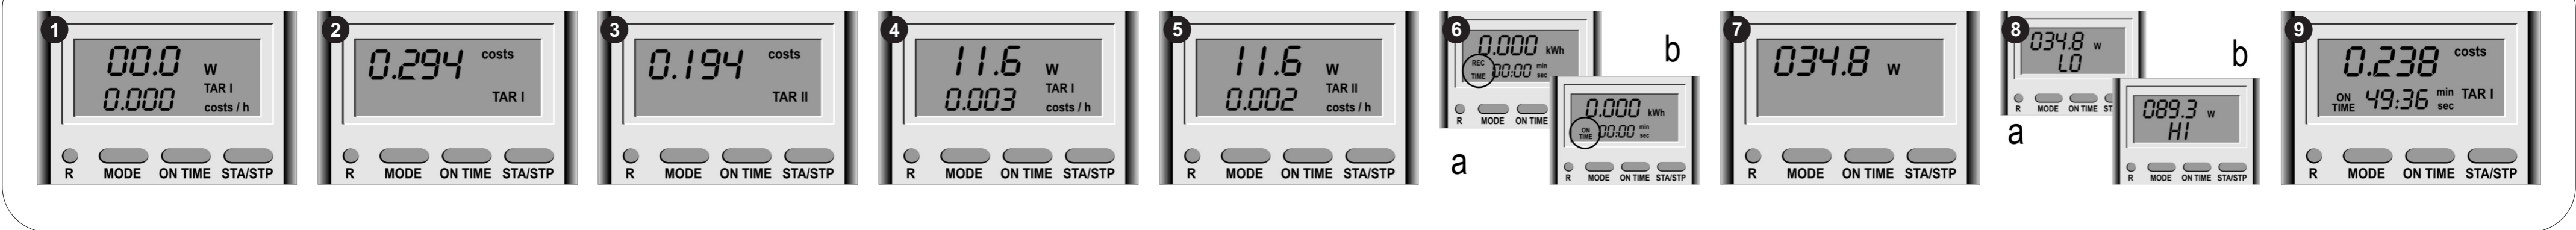 1
00.0 W
TAR I
0.000 costs / h
R MODE ON TIME STA/STP
2
0.294 costs
TAR I
R MODE ON TIME STA/STP
3
0.194 costs
TAR II
R MODE ON TIME STA/STP
4
11.6 W
TAR I
0.003 costs / h
R MODE ON TIME STA/STP
5
11.6 W
TAR II
0.002 costs / h
R MODE ON TIME STA/STP
6
0.000 kWh
REC TIME 00:00 min sec
R MODE ON TIME
a
b
0.000 kWh
ON TIME 00:00 min sec
R MODE ON TIME STA/STP
7
034.8 W
R MODE ON TIME STA/STP
8
034.8 W
LO
R MODE ON TIME ST
a
b
089.3 W
HI
R MODE ON TIME STA/STP
9
0.238 costs
ON TIME 49:36 min sec TAR I
R MODE ON TIME STA/STP